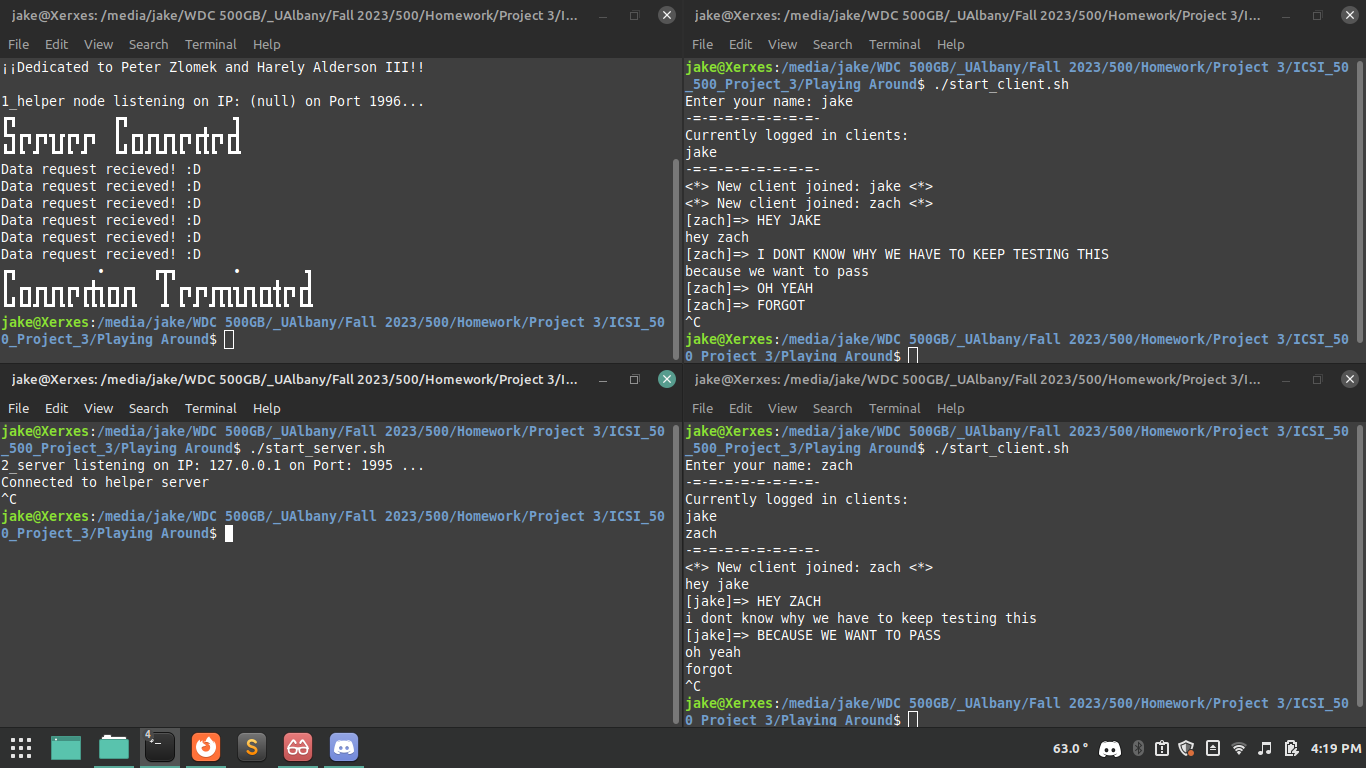 jake@Xerxes: /media/jake/WDC 500GB/_UAlbany/Fall 2023/500/Homework/Project 3/I...
File Edit View Search Terminal Help
¡¡Dedicated to Peter Zlomek and Harely Alderson III!!
1_helper node listening on IP: (null) on Port 1996...
Server Connected
Data request recieved! :D
Data request recieved! :D
Data request recieved! :D
Data request recieved! :D
Data request recieved! :D
Data request recieved! :D
Connection Terminated
jake@Xerxes:/media/jake/WDC 500GB/_UAlbany/Fall 2023/500/Homework/Project 3/ICSI_50
0_Project_3/Playing Around$
jake@Xerxes: /media/jake/WDC 500GB/_UAlbany/Fall 2023/500/Homework/Project 3/I...
File Edit View Search Terminal Help
jake@Xerxes:/media/jake/WDC 500GB/_UAlbany/Fall 2023/500/Homework/Project 3/ICSI_50
_500_Project_3/Playing Around$ ./start_client.sh
Enter your name: jake
-=-=-=-=-=-=-=-=-
Currently logged in clients:
jake
-=-=-=-=-=-=-=-=-
<*> New client joined: jake <*>
<*> New client joined: zach <*>
[zach]=> HEY JAKE
hey zach
[zach]=> I DONT KNOW WHY WE HAVE TO KEEP TESTING THIS
because we want to pass
[zach]=> OH YEAH
[zach]=> FORGOT
^C
jake@Xerxes:/media/jake/WDC 500GB/_UAlbany/Fall 2023/500/Homework/Project 3/ICSI_50
0_Project_3/Playing Around$
jake@Xerxes: /media/jake/WDC 500GB/_UAlbany/Fall 2023/500/Homework/Project 3/I...
File Edit View Search Terminal Help
jake@Xerxes:/media/jake/WDC 500GB/_UAlbany/Fall 2023/500/Homework/Project 3/ICSI_50
_500_Project_3/Playing Around$ ./start_server.sh
2_server listening on IP: 127.0.0.1 on Port: 1995 ...
Connected to helper server
^C
jake@Xerxes:/media/jake/WDC 500GB/_UAlbany/Fall 2023/500/Homework/Project 3/ICSI_50
0_Project_3/Playing Around$
jake@Xerxes: /media/jake/WDC 500GB/_UAlbany/Fall 2023/500/Homework/Project 3/I...
File Edit View Search Terminal Help
jake@Xerxes:/media/jake/WDC 500GB/_UAlbany/Fall 2023/500/Homework/Project 3/ICSI_50
_500_Project_3/Playing Around$ ./start_client.sh
Enter your name: zach
-=-=-=-=-=-=-=-=-
Currently logged in clients:
jake
zach
-=-=-=-=-=-=-=-=-
<*> New client joined: zach <*>
hey jake
[jake]=> HEY ZACH
i dont know why we have to keep testing this
[jake]=> BECAUSE WE WANT TO PASS
oh yeah
forgot
^C
jake@Xerxes:/media/jake/WDC 500GB/_UAlbany/Fall 2023/500/Homework/Project 3/ICSI_50
0_Project_3/Playing Around$
4
S
63.0 °
4:19 PM